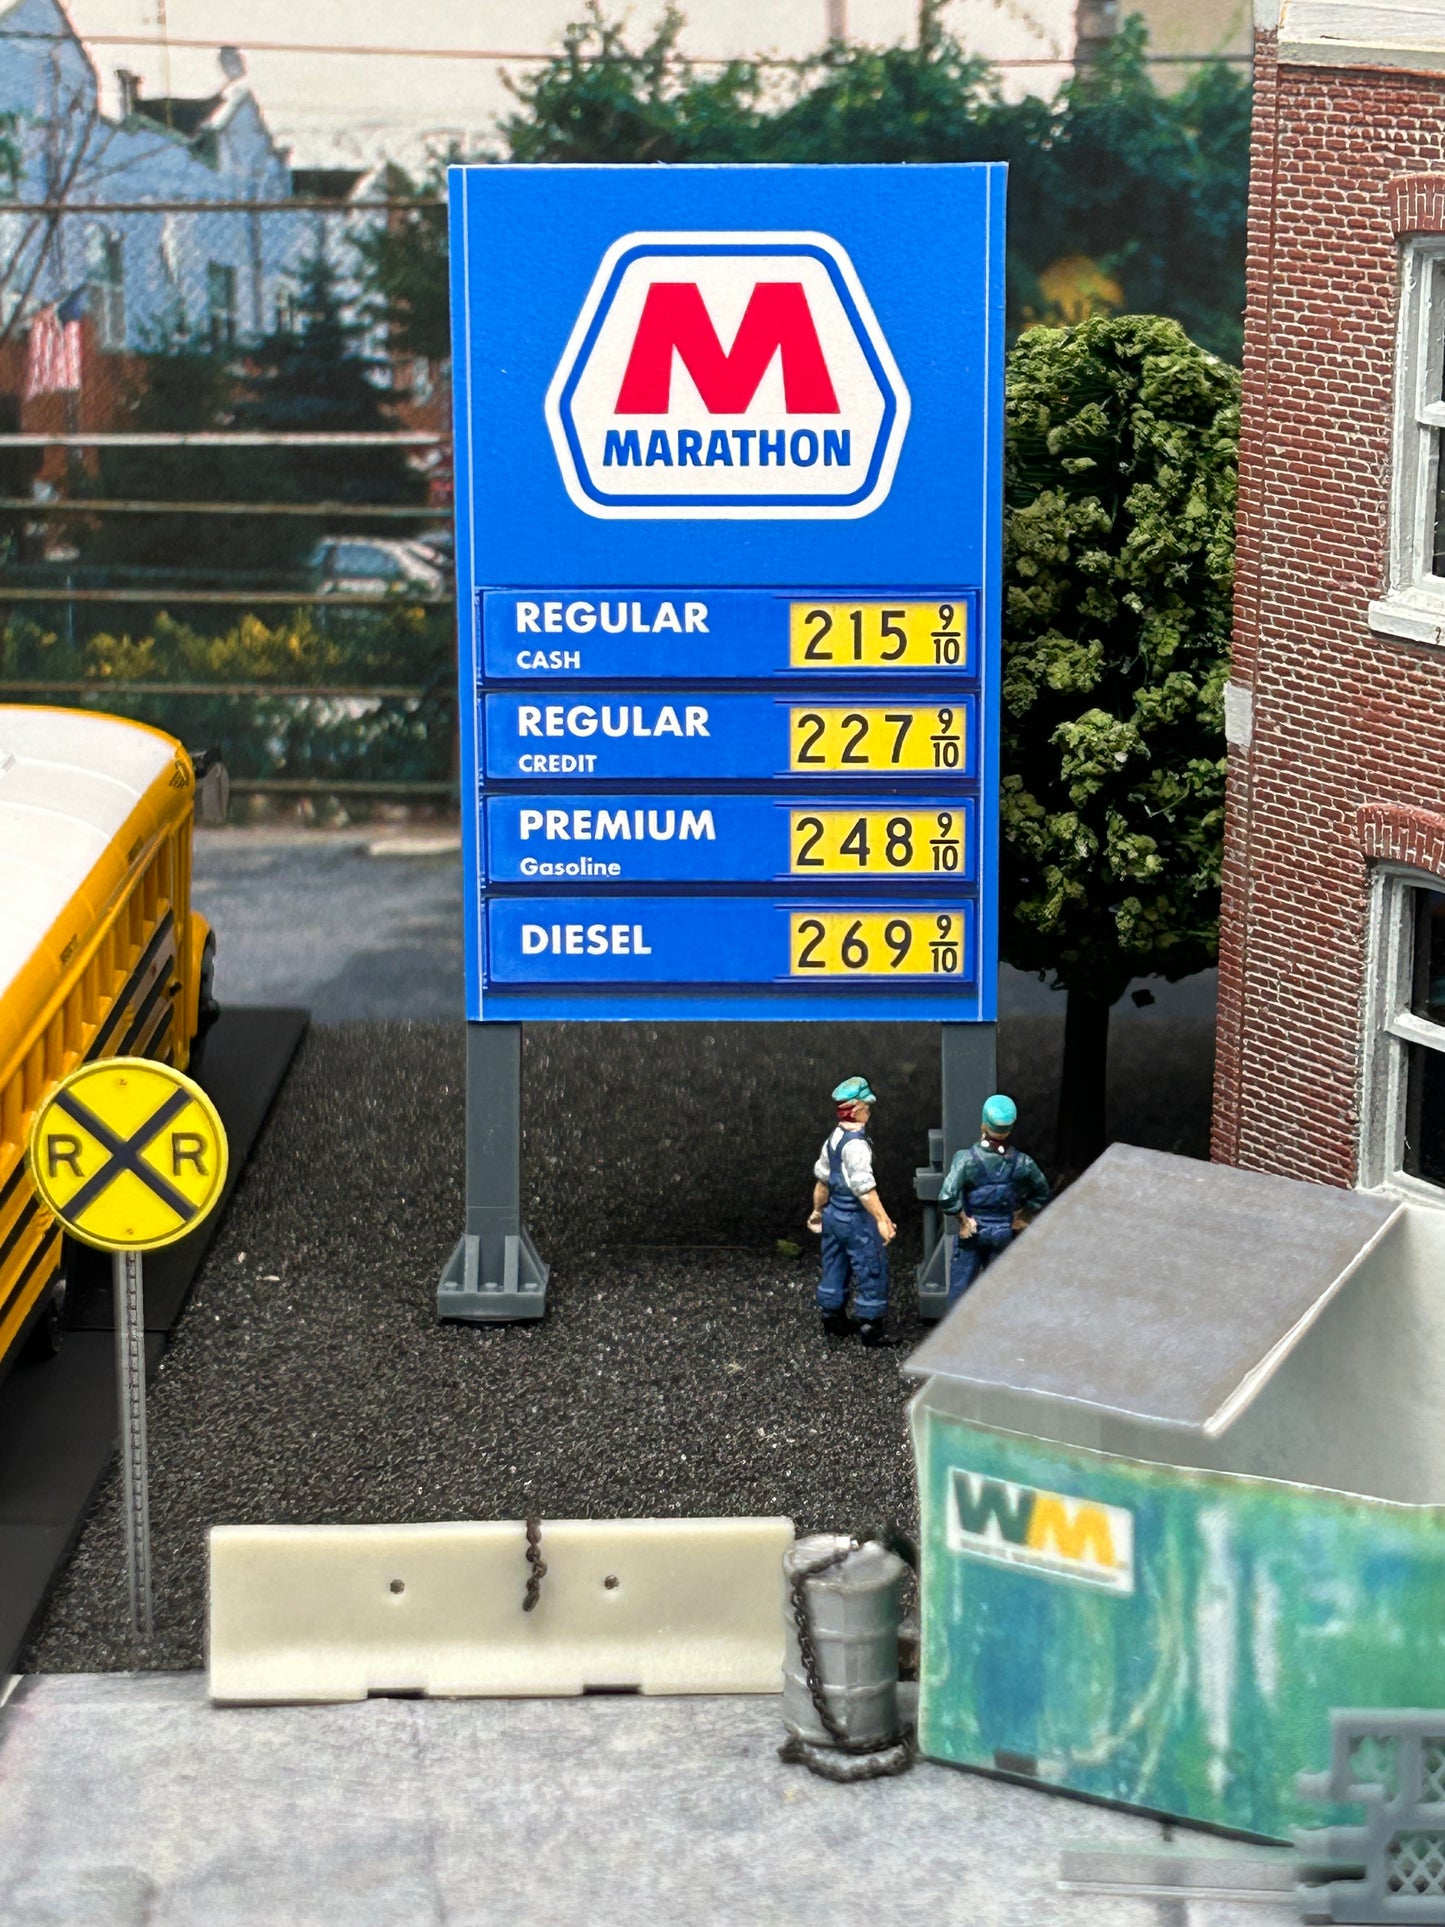 M
MARATHON
REGULAR 215 9/10
CASH
REGULAR 227 9/10
CREDIT
PREMIUM 248 9/10
Gasoline
DIESEL 269 9/10
R R
WM